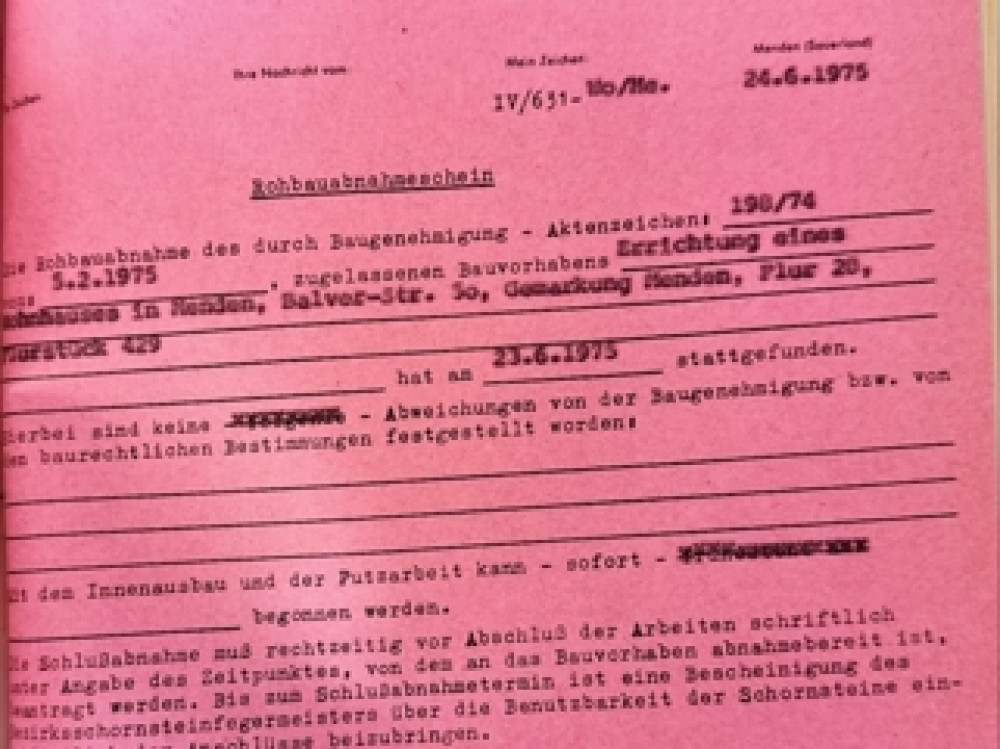 Ihre Nachricht vom:
Mein Zeichen:
Menden (Sauerland)
IV/631- Wo/He.
24.6.1975
Rohbauabnahmeschein
Rohbauabnahme des durch Baugenehmigung - Aktenzeichen: 198/74
5.2.1975 , zugelassenen Bauvorhabens Errichtung eines
in Menden, Balver-Str. Gemarkung Menden, Flur 20,
429
hat am 23.6.1975 stattgefunden.
sind keine - Abweichungen von der Baugenehmigung bzw. von
baurechtlichen Bestimmungen festgestellt worden:
dem Innenausbau und der Putzarbeit kann - sofort -
begonnen werden.
Schlußabnahme muß rechtzeitig vor Abschluß der Arbeiten schriftlich
Angabe des Zeitpunktes, von dem an das Bauvorhaben abnahmebereit ist,
werden. Bis zum Schlußabnahmetermin ist eine Bescheinigung des
über die Benutzbarkeit der Schornsteine ein-
beizubringen.